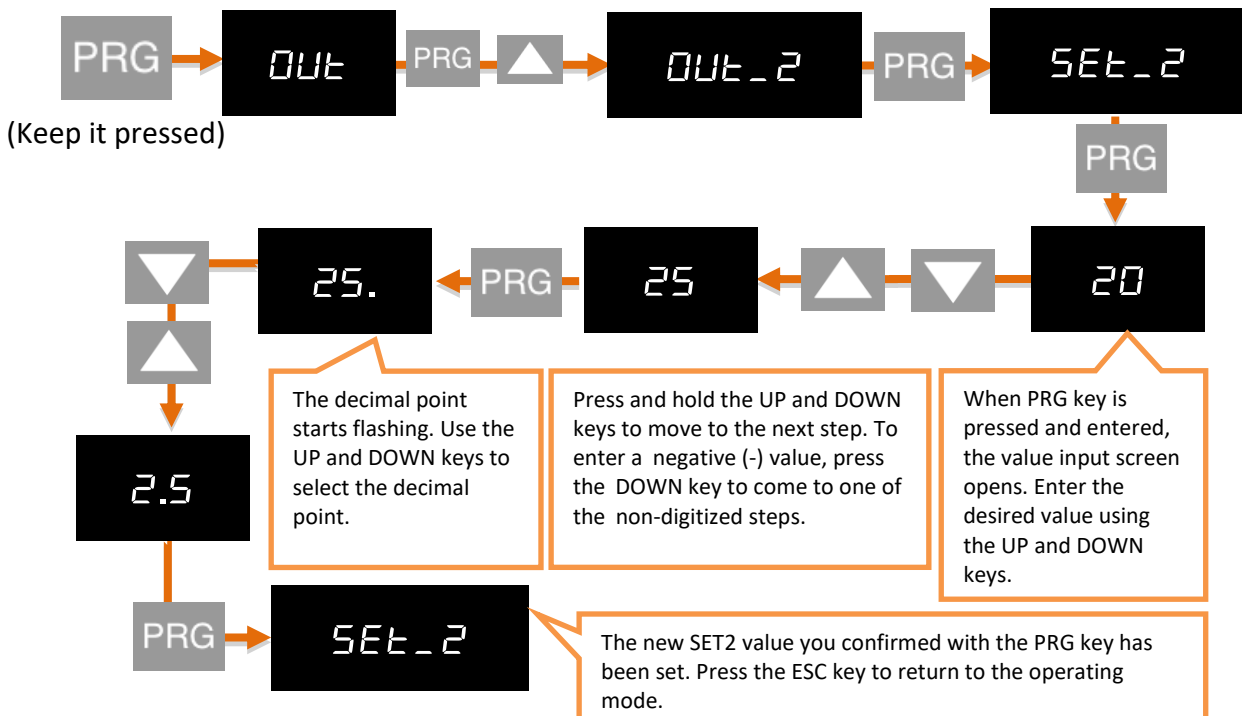 PRG
OUt
PRG
OUt_2
PRG
SEt_2
(Keep it pressed)
PRG
20
25
PRG
25.
The decimal point
starts flashing. Use the
UP and DOWN keys to
select the decimal
point.
Press and hold the UP and DOWN
keys to move to the next step. To
enter a negative (-) value, press
the DOWN key to come to one of
the non-digitized steps.
When PRG key is
pressed and entered,
the value input screen
opens. Enter the
desired value using
the UP and DOWN
keys.
2.5
PRG
SEt_2
The new SET2 value you confirmed with the PRG key has
been set. Press the ESC key to return to the operating
mode.